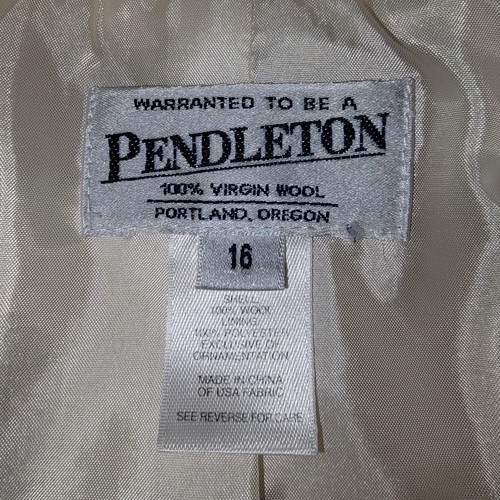 WARRANTED TO BE A
PENDLETON
100% VIRGIN WOOL
PORTLAND, OREGON
16
SHELL
100% WOOL
LINING
100% POLYESTER
EXCLUSIVE OF
ORNAMENTATION
MADE IN CHINA
OF USA FABRIC
SEE REVERSE FOR CARE